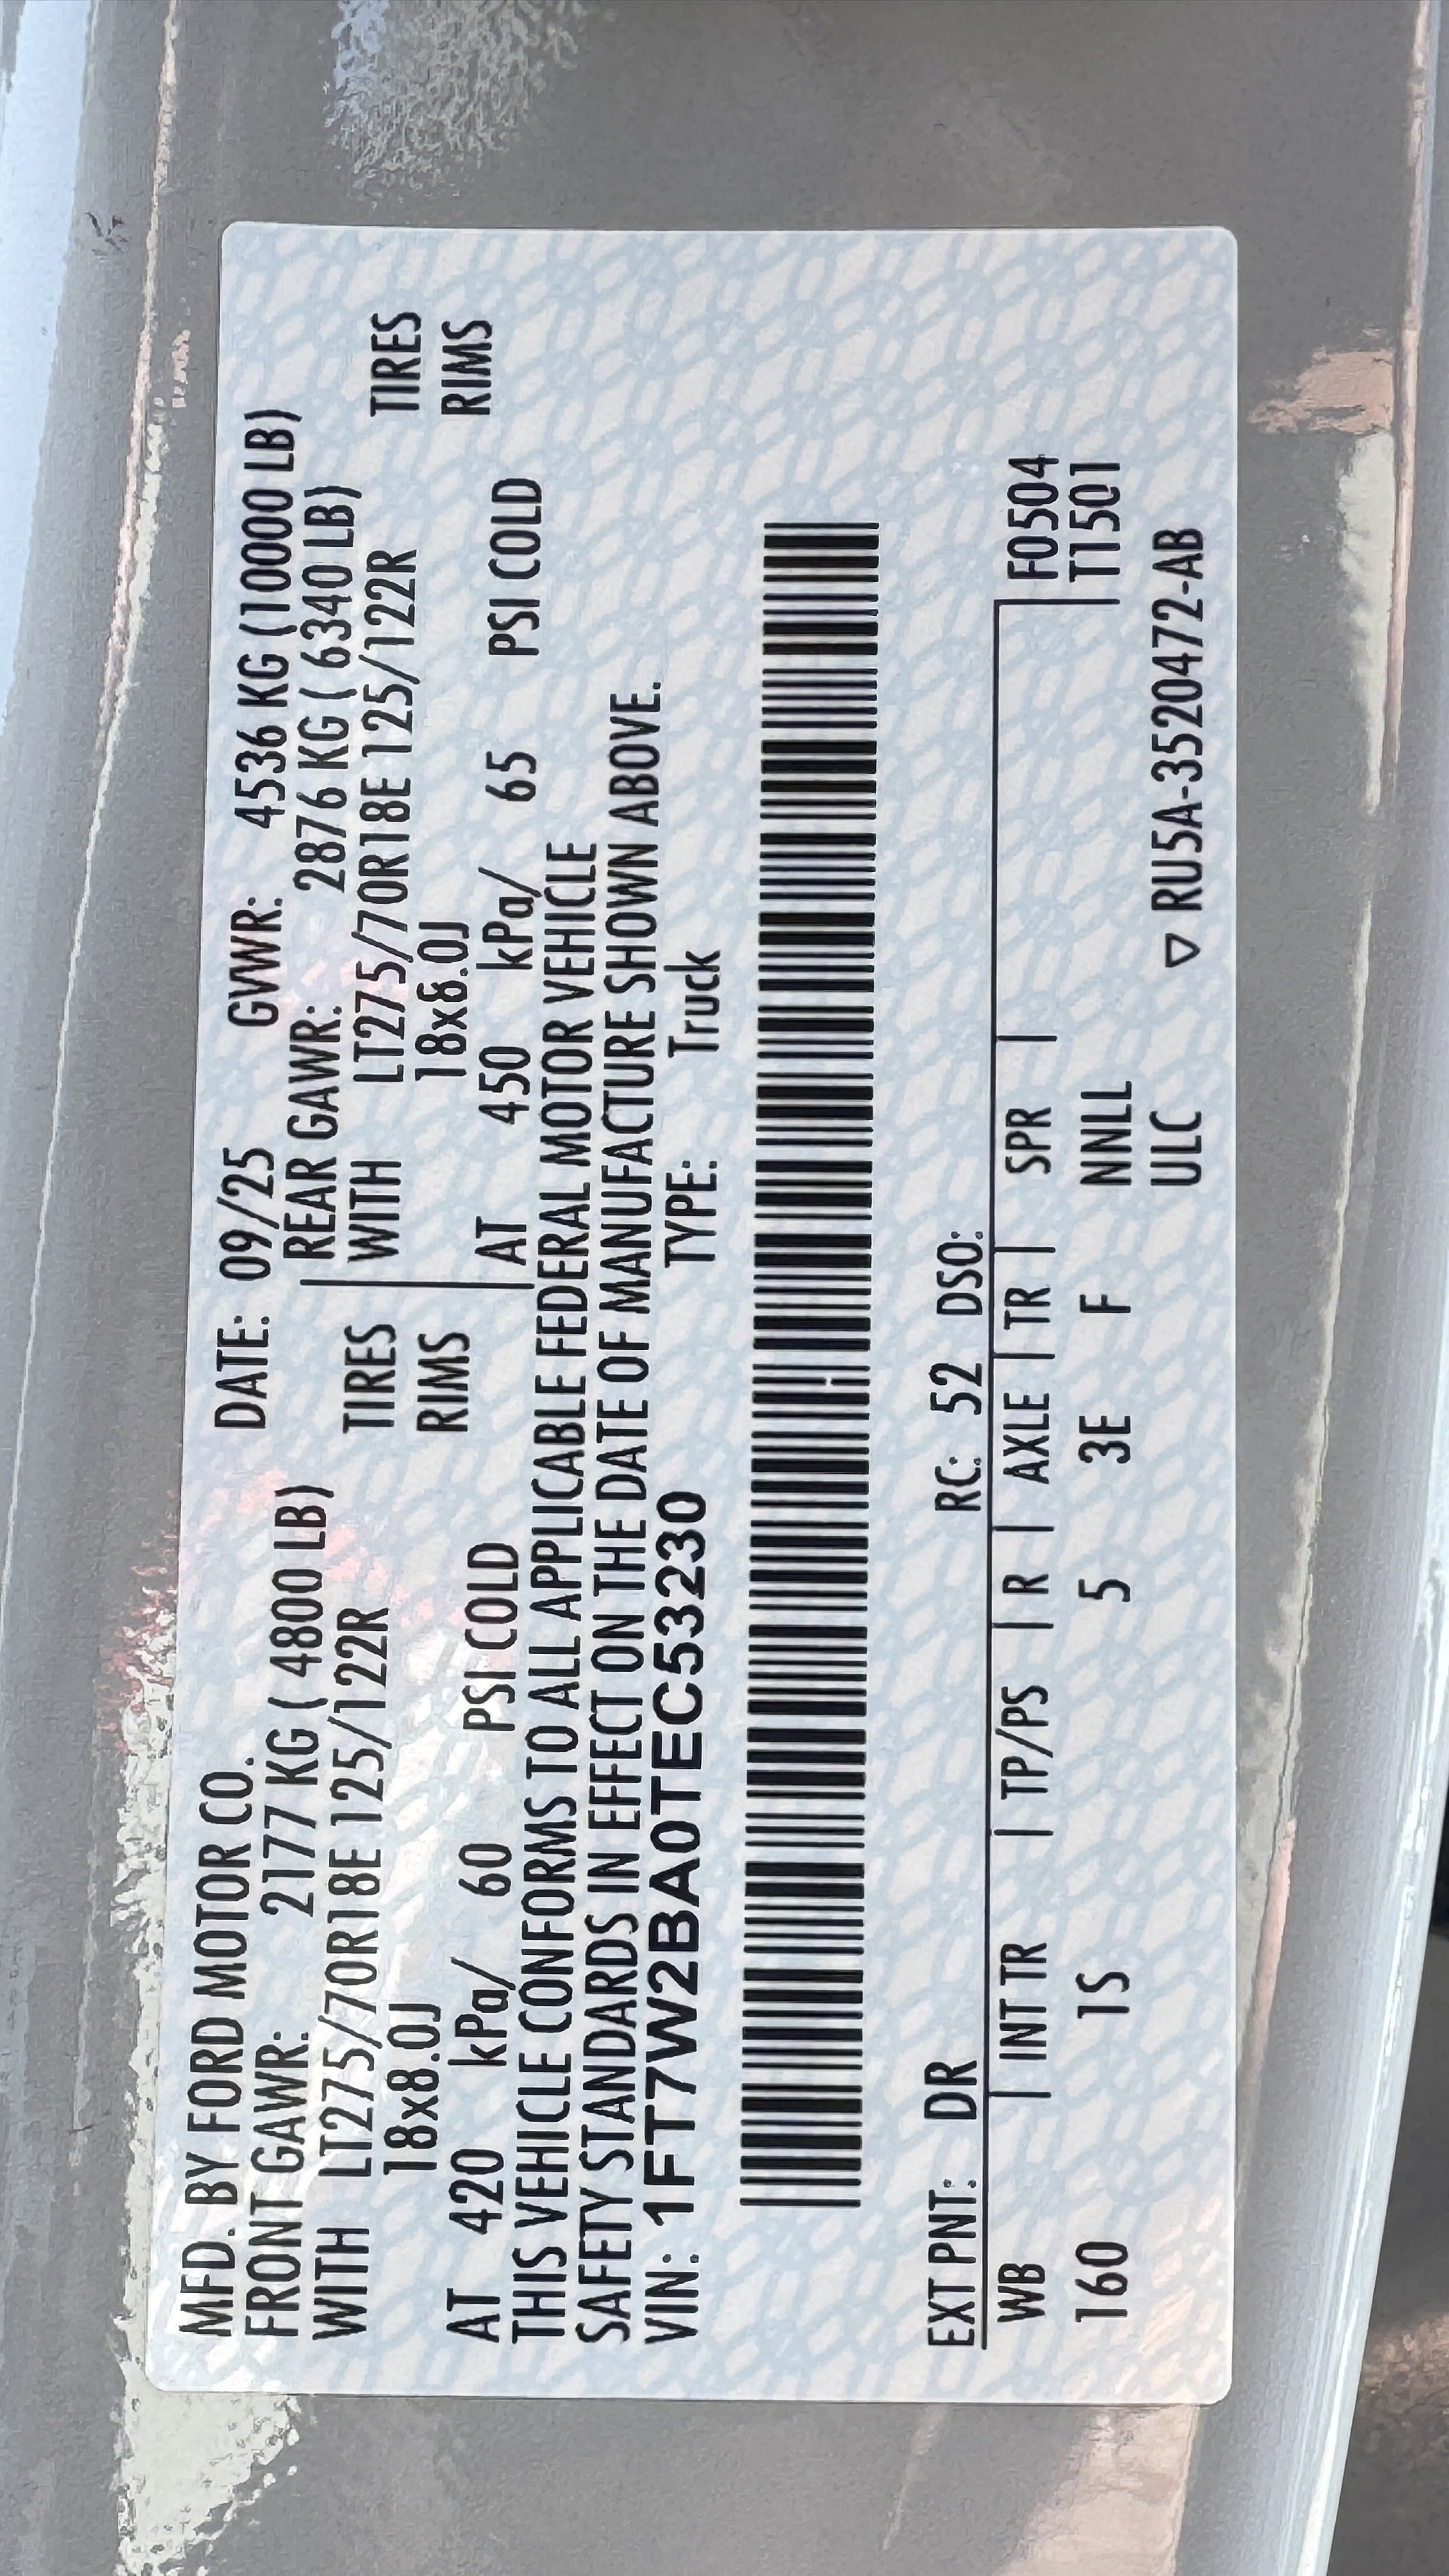 MFD. BY FORD MOTOR CO. DATE: 09/25 GVWR: 4536 KG (10000 LB)
FRONT GAWR: 2177 KG ( 4800 LB) REAR GAWR: 2876 KG ( 6340 LB)
WITH LT275/70R18E 125/122R TIRES WITH LT275/70R18E 125/122R TIRES
18x8.0J RIMS 18x8.0J RIMS
AT 420 kPa/ 60 PSI COLD AT 450 kPa/ 65 PSI COLD
THIS VEHICLE CONFORMS TO ALL APPLICABLE FEDERAL MOTOR VEHICLE
SAFETY STANDARDS IN EFFECT ON THE DATE OF MANUFACTURE SHOWN ABOVE.
VIN: 1FT7W2BA0TEC53230 TYPE: Truck
EXT PNT: DR RC: 52 DSO:
WB | INT TR | TP/PS | R | AXLE | TR | SPR | F0504
160 1S 5 3E F NNLL T1501
ULC ▽ RU5A-3520472-AB